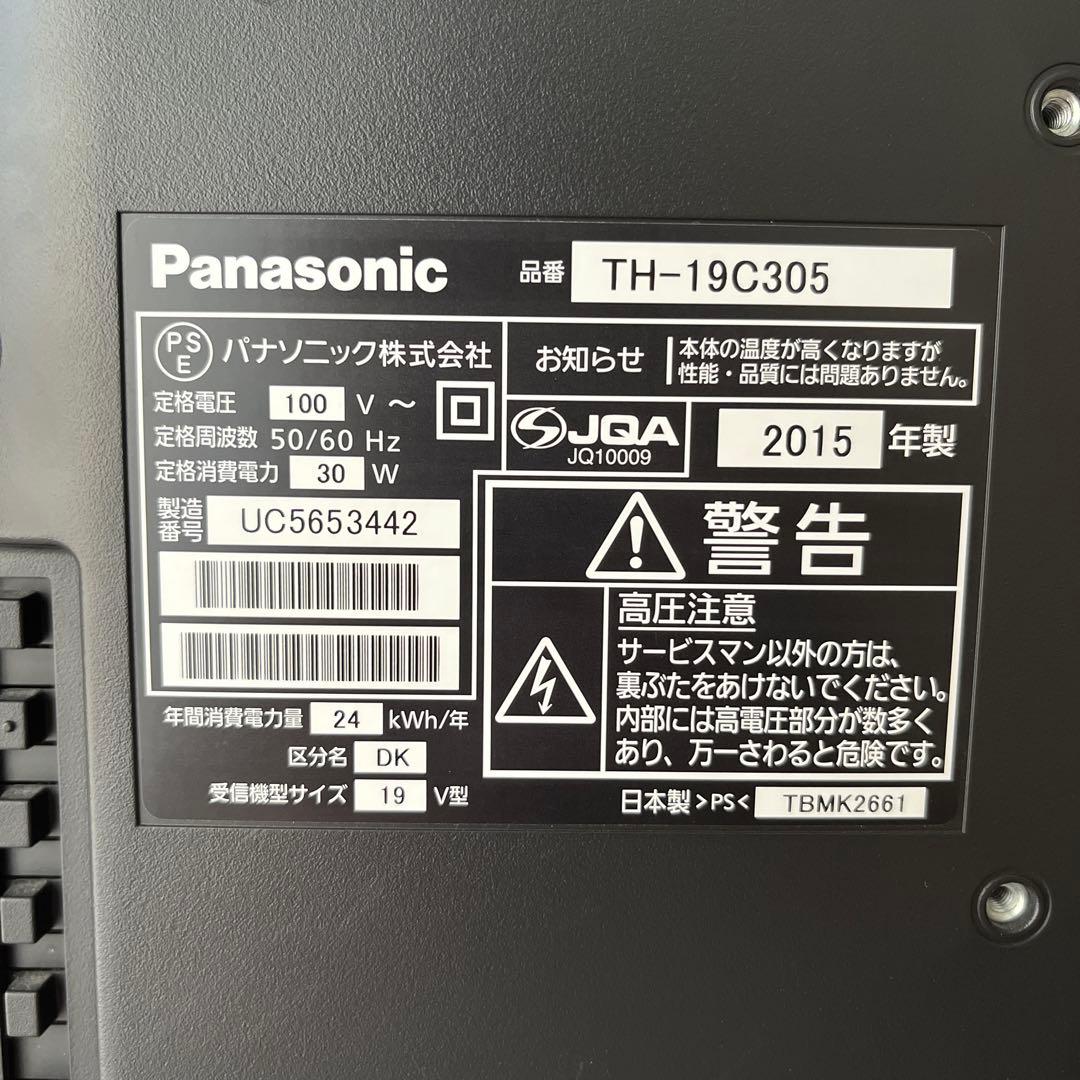 Panasonic
品番 TH-19C305
PSE パナソニック株式会社
定格電圧 100 V ～
定格周波数 50/60 Hz
定格消費電力 30 W
製造番号 UC5653442
年間消費電力量 24 kWh/年
区分名 DK
受信機型サイズ 19 V型
お知らせ
本体の温度が高くなりますが
性能・品質には問題ありません。
JQA
JQ10009
2015 年製
警告
高圧注意
サービスマン以外の方は、
裏ぶたをあけないでください。
内部には高電圧部分が数多く
あり、万一さわると危険です。
日本製 >PS< TBMK2661